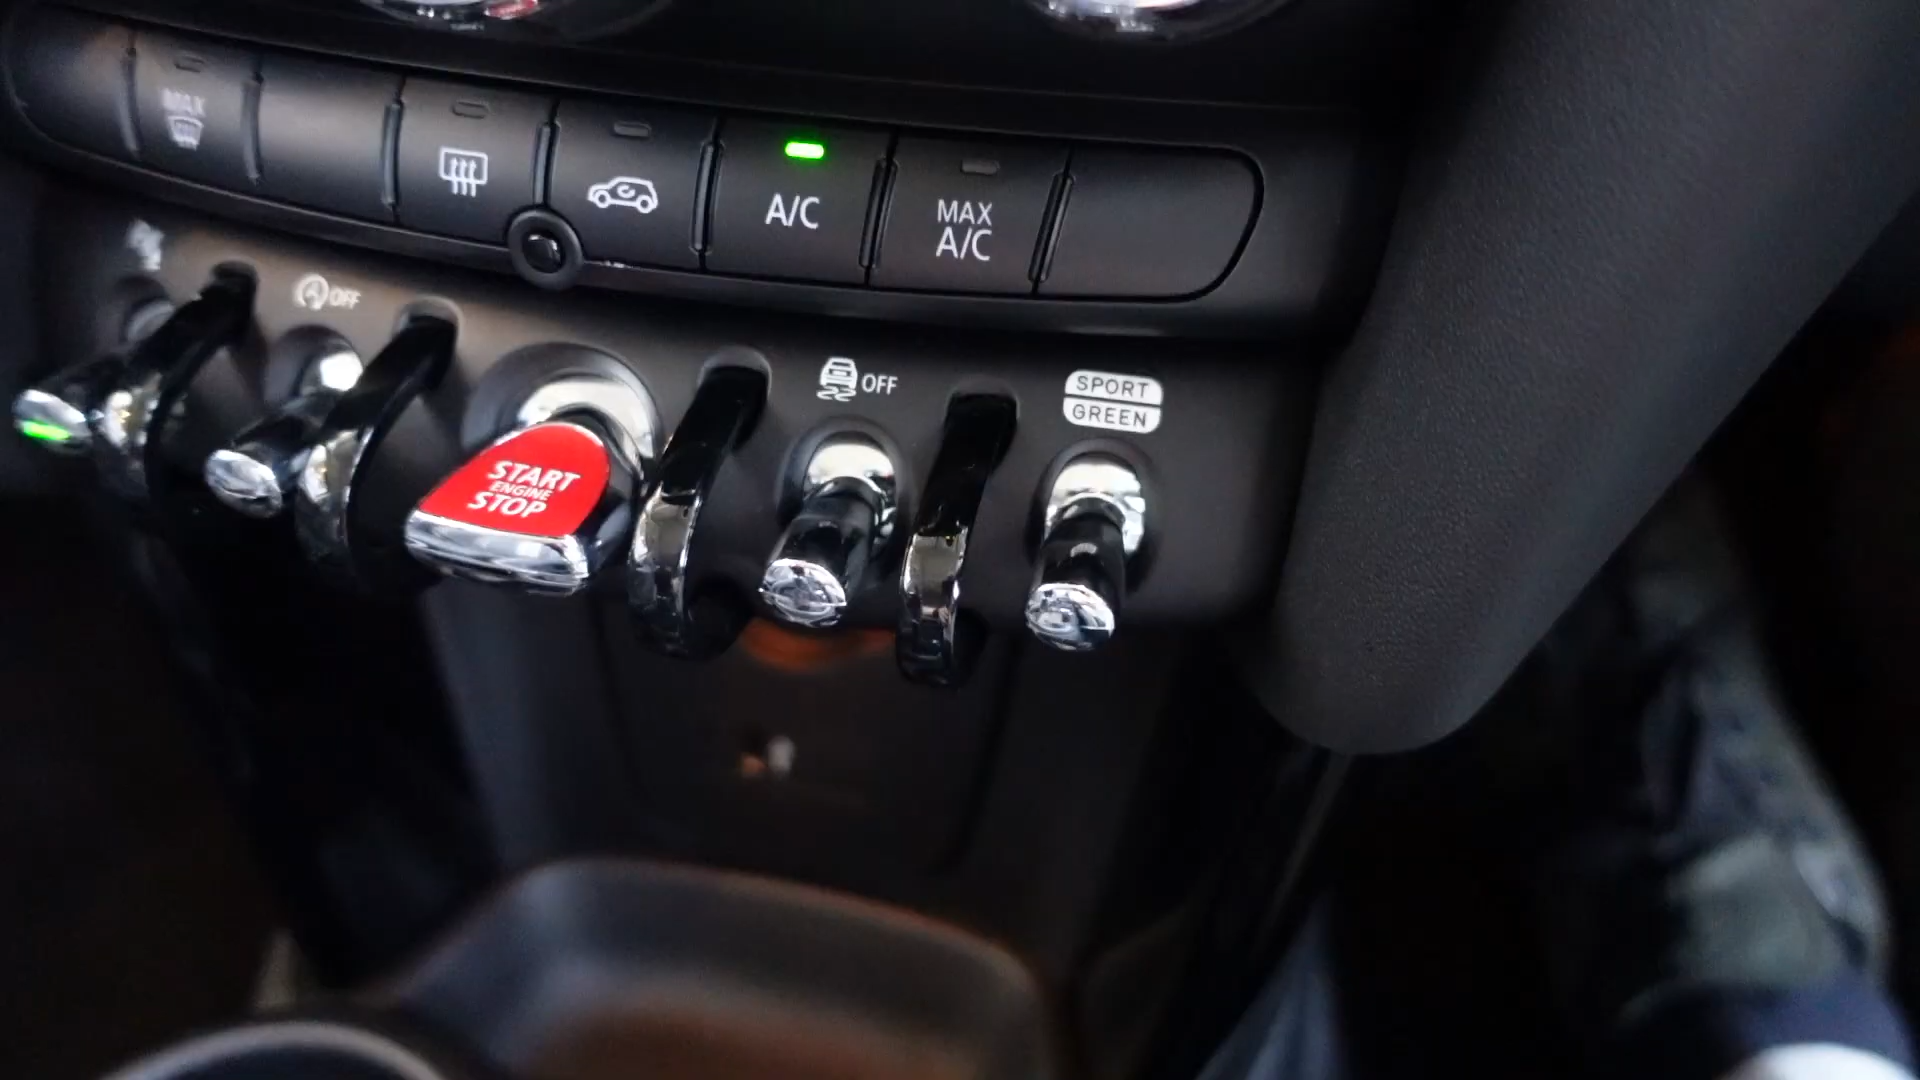 MAX
A/C
MAX
A/C
OFF
OFF
SPORT
GREEN
START
ENGINE
STOP